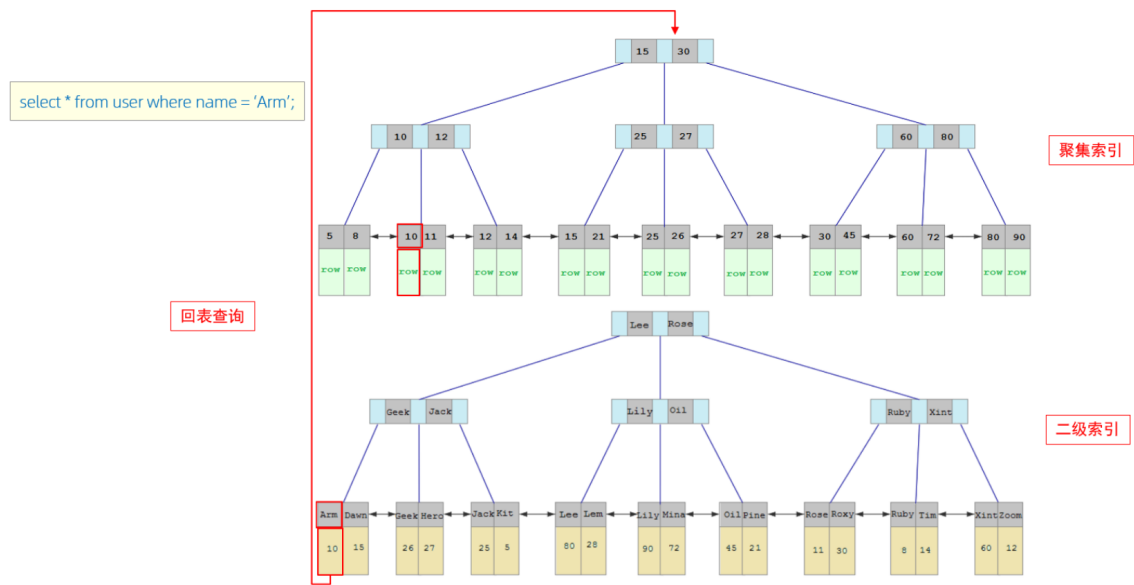 select * from user where name = ‘Arm’;
15 30
10 12
25 27
60 80
聚集索引
5 8 10 11 12 14 15 21 25 26 27 28 30 45 60 72 80 90
row row row row row row row row row row row row row row row row row row
回表查询
Lee Rose
Geek Jack
Lily Oil
Ruby Xint
二级索引
Arm Dawn Geek Hero Jack Kit Lee Lem Lily Mina Oil Pine Rose Roxy Ruby Tim Xint Zoom
10 15 26 27 25 5 80 28 90 72 45 21 11 30 8 14 60 12